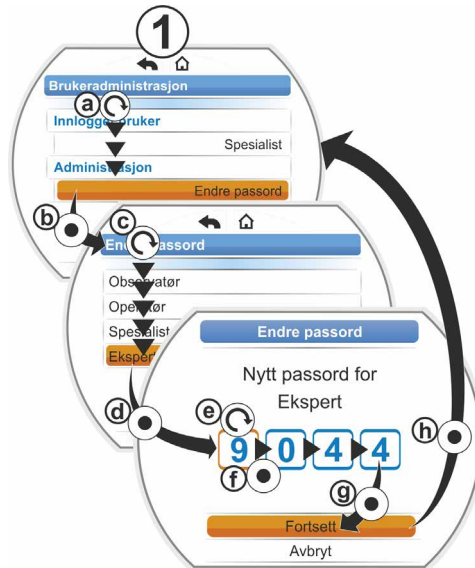 1
Brukeradministrasjon
a
Innlogget bruker
Spesialist
Administrasjon
Endre passord
b
c
Endre passord
Observatør
Operatør
Spesialist
Ekspert
Endre passord
Nytt passord for
Ekspert
d
e
h
9 0 4 4
f
g
Fortsett
Avbryt